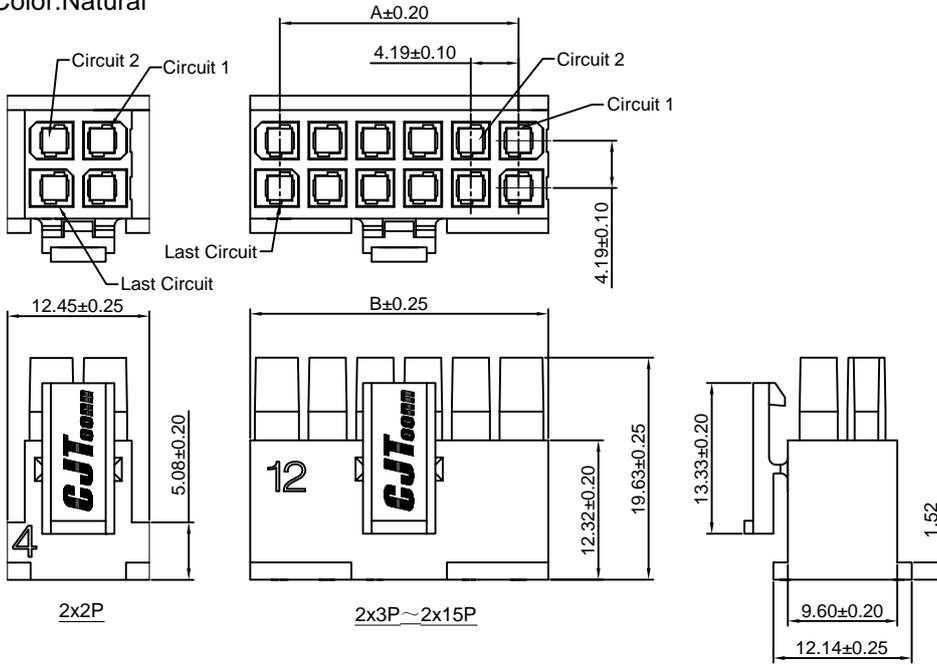 Color:Natural
A±0.20
4.19±0.10
Circuit 2
Circuit 1
Circuit 2
Circuit 1
4.19±0.10
Last Circuit
Last Circuit
12.45±0.25
B±0.25
5.08±0.20
CJTconn
4
12
CJTconn
12.32±0.20
19.63±0.25
13.33±0.20
1.52
2x2P
2x3P~2x15P
9.60±0.20
12.14±0.25